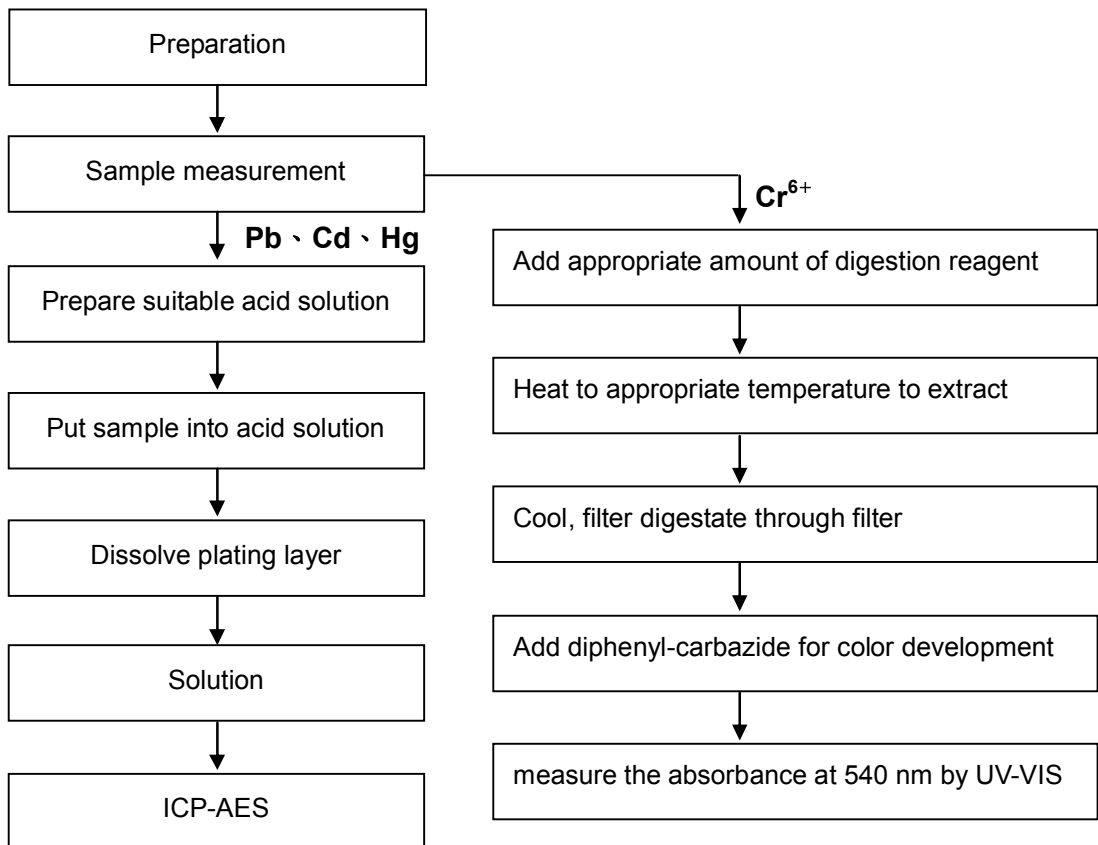 Preparation
Sample measurement
Pb、Cd、Hg
Prepare suitable acid solution
Put sample into acid solution
Dissolve plating layer
Solution
ICP-AES
Cr⁶⁺
Add appropriate amount of digestion reagent
Heat to appropriate temperature to extract
Cool, filter digestate through filter
Add diphenyl-carbazide for color development
measure the absorbance at 540 nm by UV-VIS